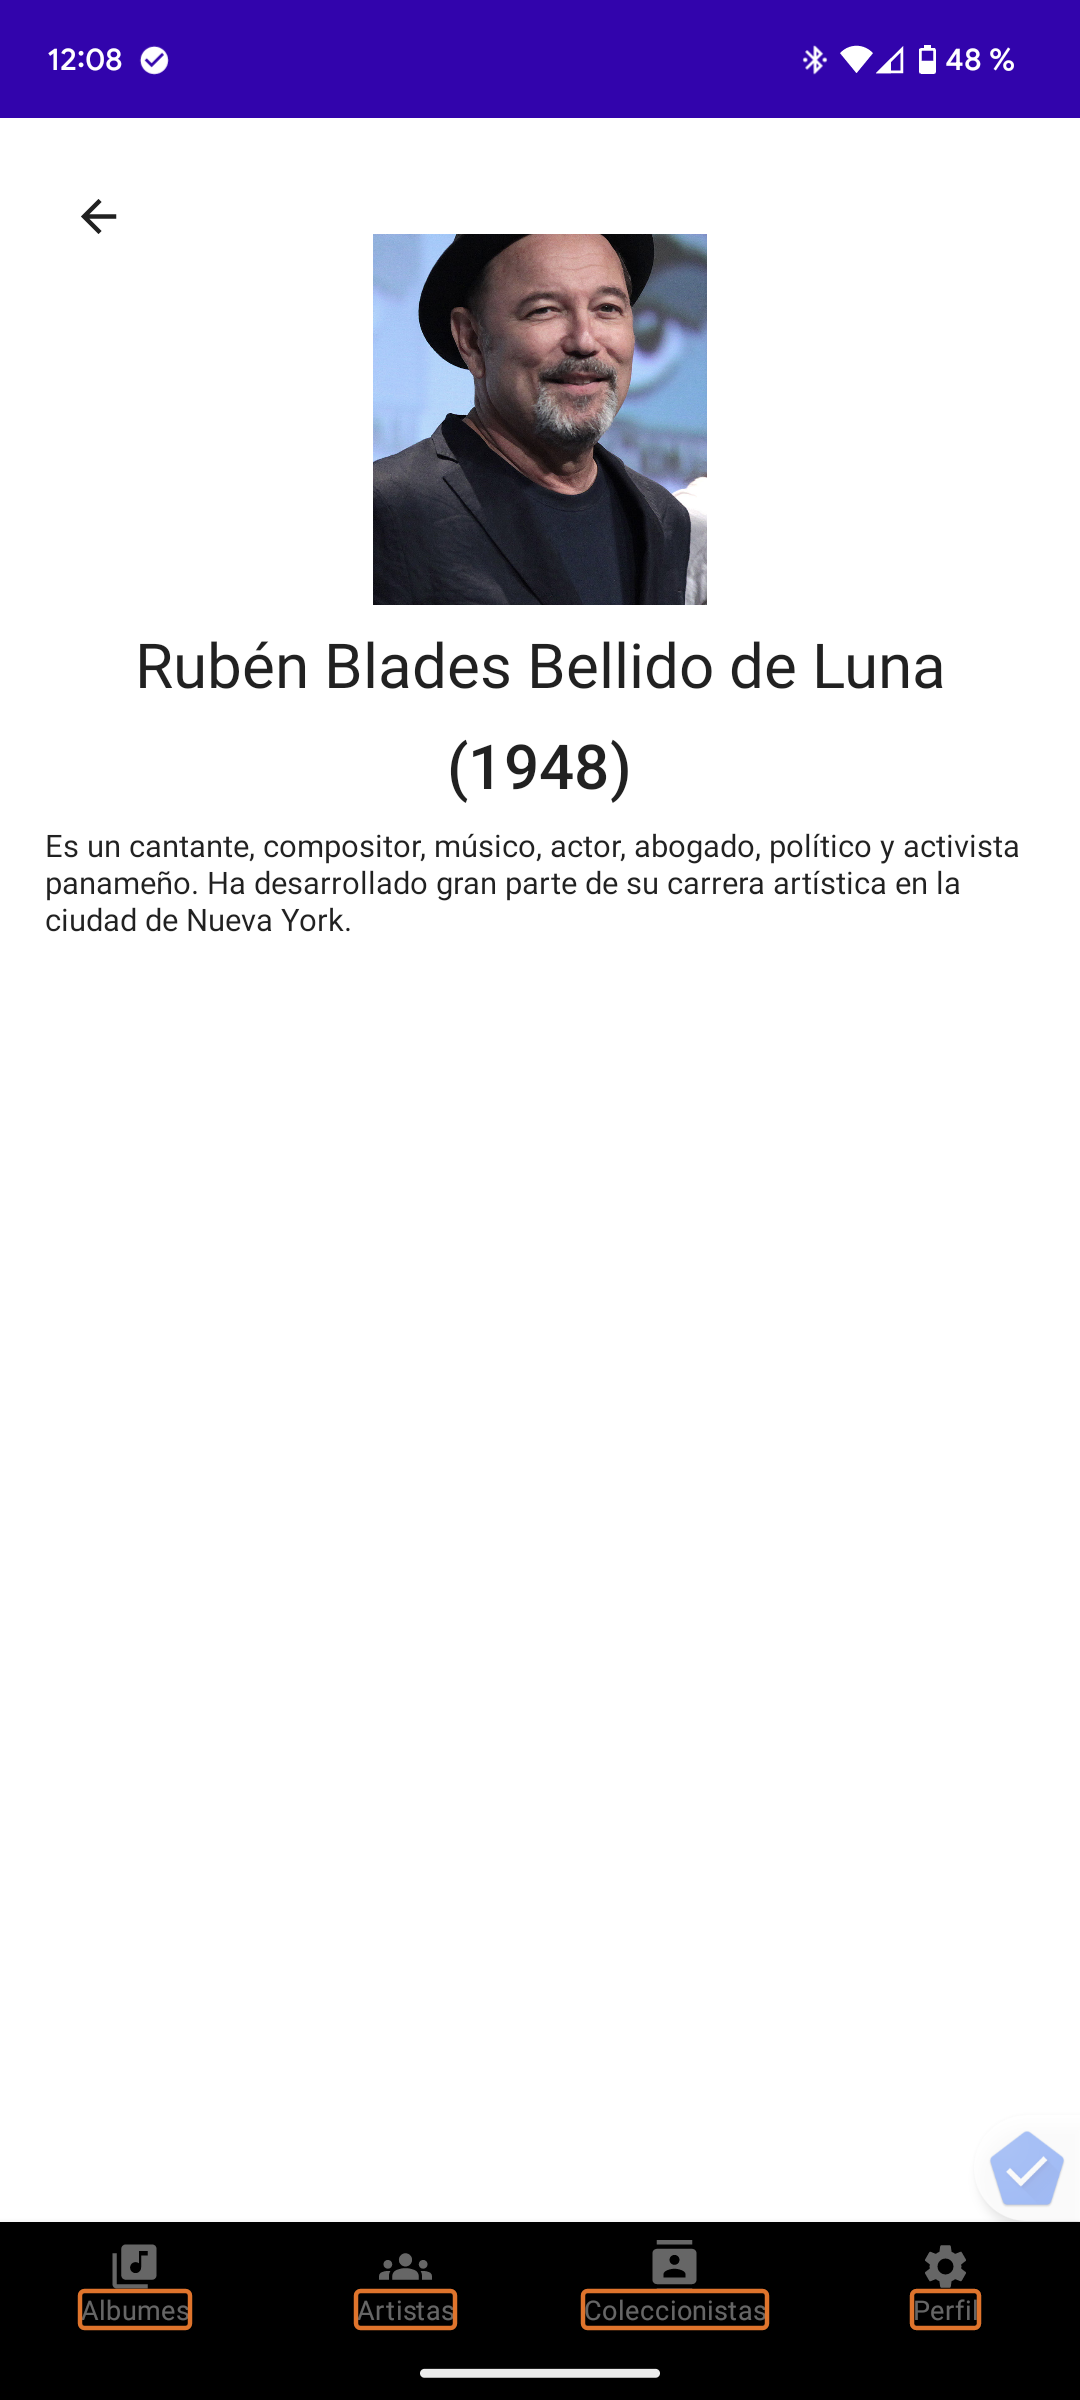 12:08 48 %
Rubén Blades Bellido de Luna
(1948)
Es un cantante, compositor, músico, actor, abogado, político y activista
panameño. Ha desarrollado gran parte de su carrera artística en la
ciudad de Nueva York.
Albumes Artistas Coleccionistas Perfil